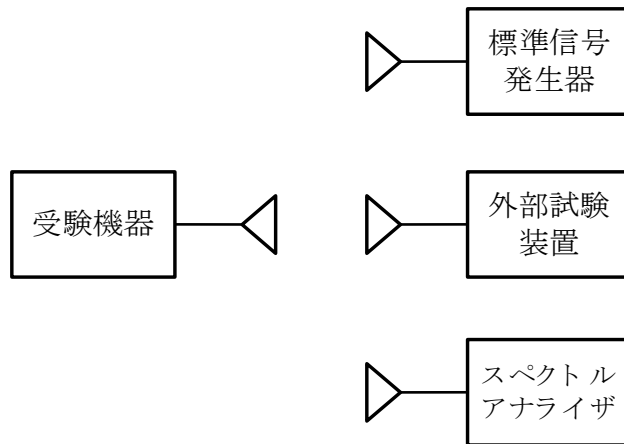 標準信号
発生器
受験機器
外部試験
装置
スペクトル
アナライザ